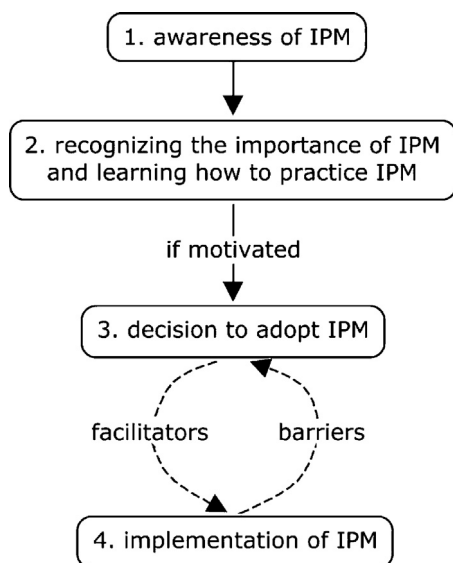 1. awareness of IPM
2. recognizing the importance of IPM
and learning how to practice IPM
if motivated
3. decision to adopt IPM
facilitators
barriers
4. implementation of IPM